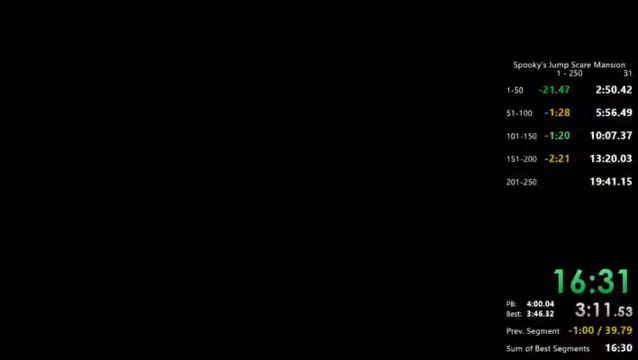 Spooky's Jump Scare Mansion
1 - 250 31
1-50 -21.47 2:50.42
51-100 -1:28 5:56.49
101-150 -1:20 10:07.37
151-200 -2:21 13:20.03
201-250 19:41.15
16:31
PB: 4:00.04
Best: 3:46.32 3:11.53
Prev. Segment -1:00 / 39.79
Sum of Best Segments 16:30